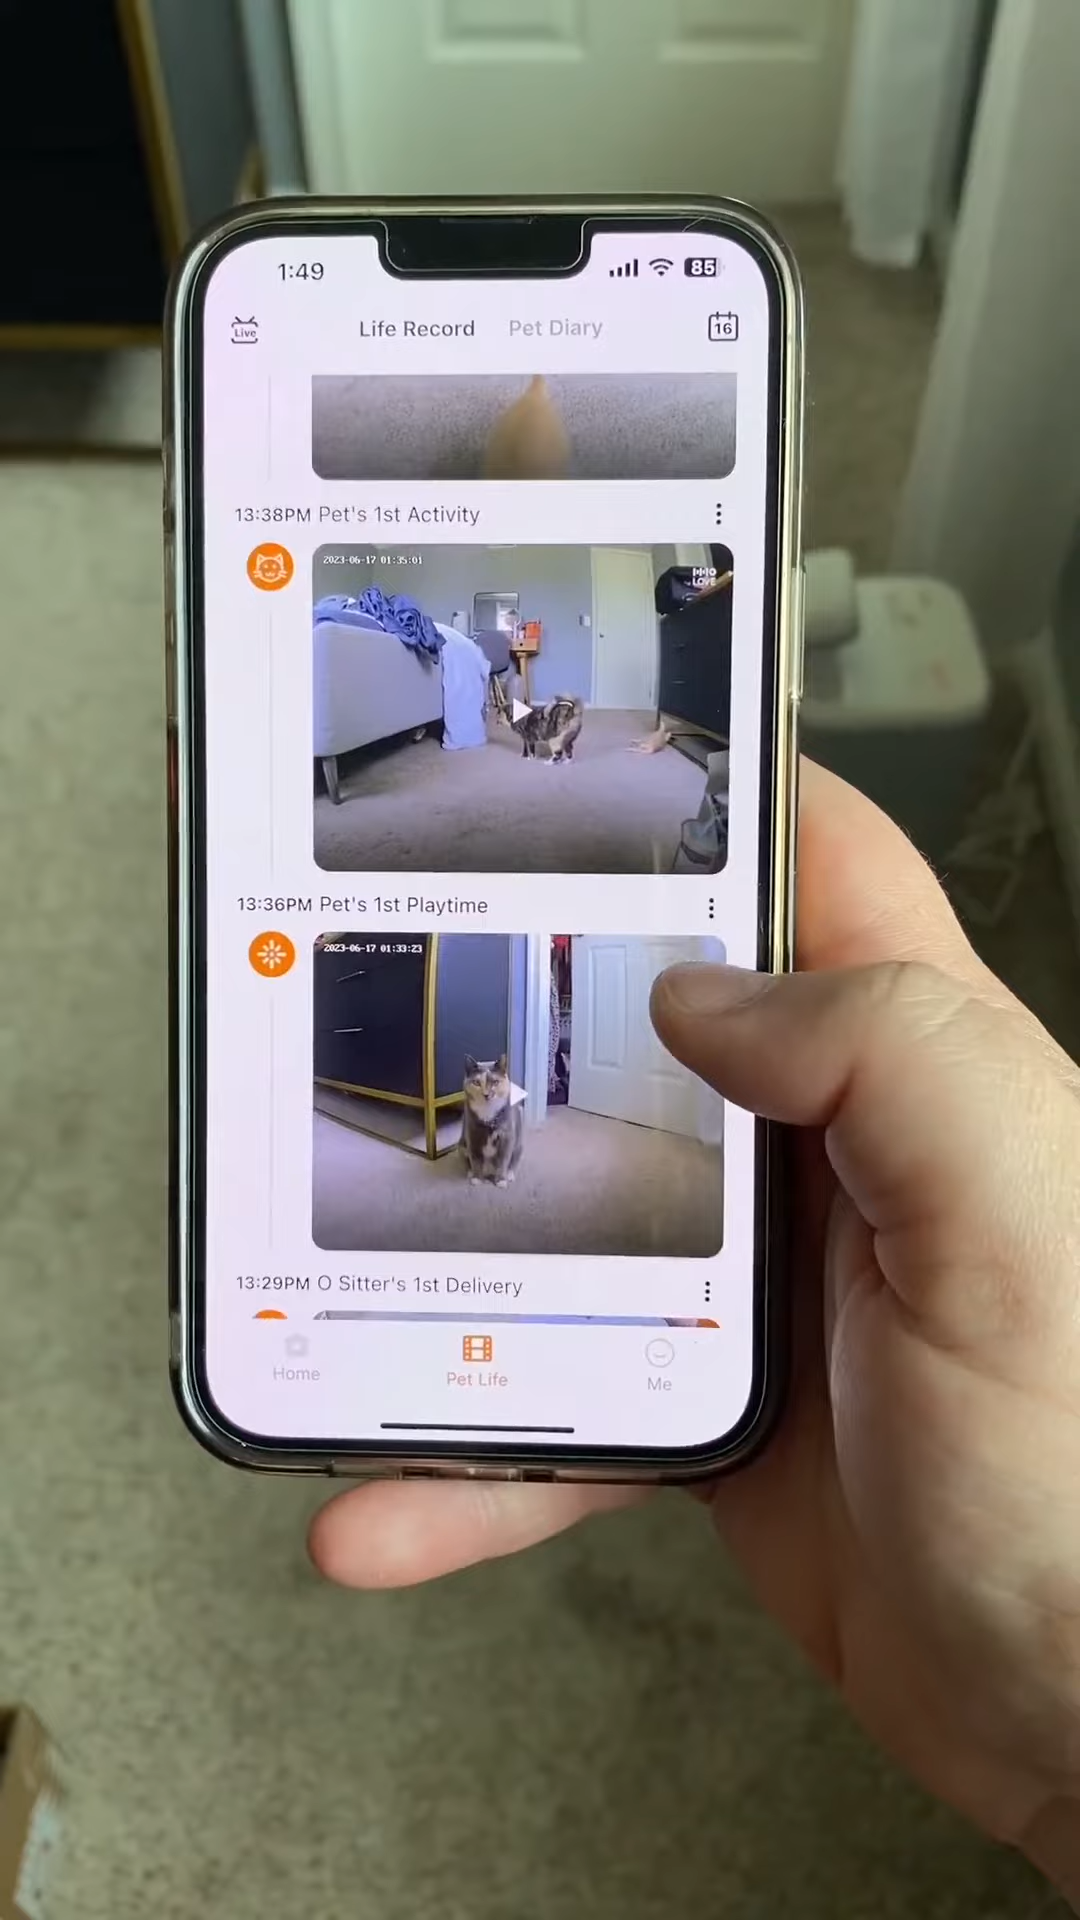 1:49
85
Live
Life Record
Pet Diary
16
13:38PM Pet's 1st Activity
2023-06-17 01:35:01
LOVE
13:36PM Pet's 1st Playtime
2023-06-17 01:33:23
13:29PM O Sitter's 1st Delivery
Home
Pet Life
Me